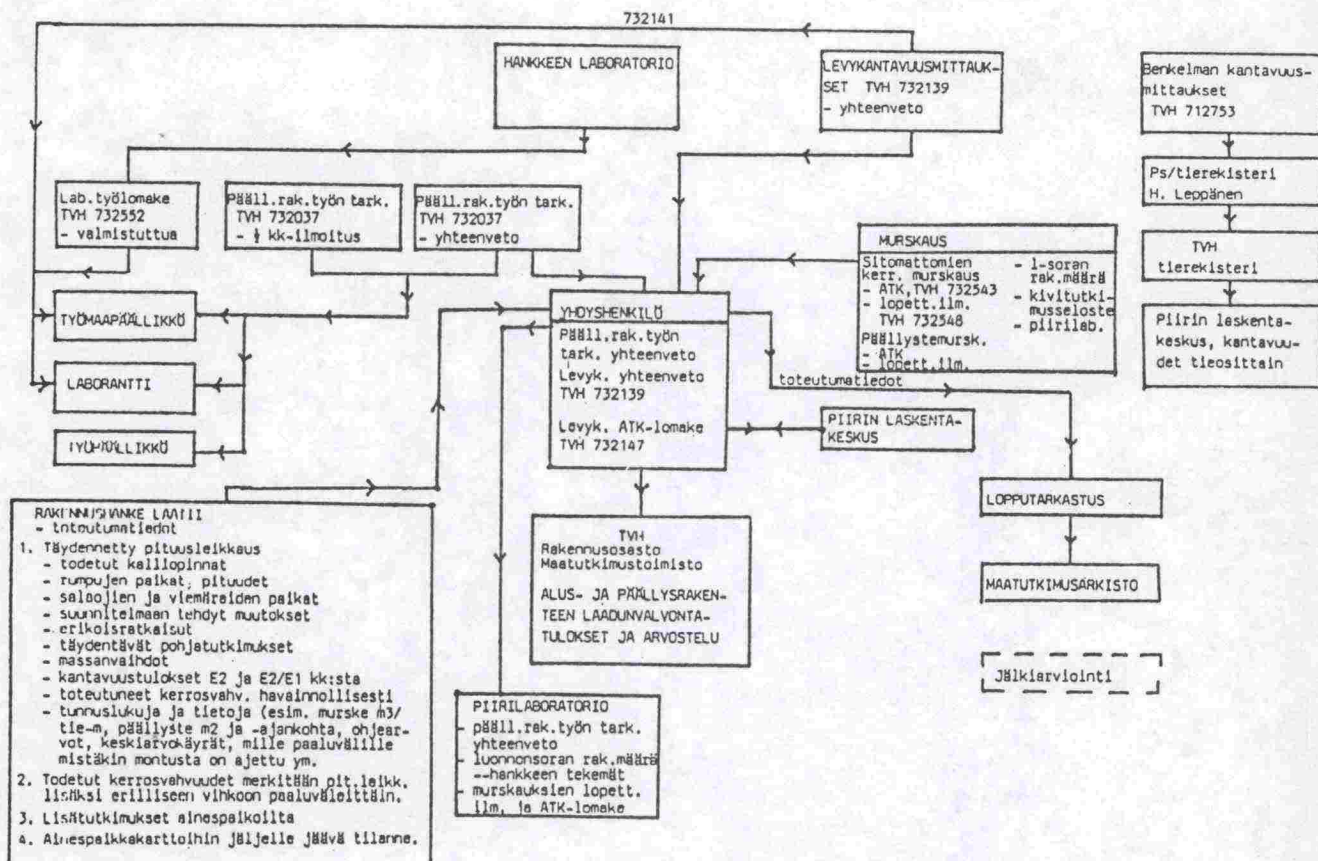 732141
HANKKEEN LABORATORIO
LEVYKANTAVUUSMITTAUK-
SET TVH 732139
- yhteenveto
Benkelman kantavuus-
mittaukset
TVH 712753
Ps/tierekisteri
H. Leppänen
TVH
tierekisteri
Piirin laskenta-
keskus, kantavuu-
det tieosittain
Lab.työlomake
TVH 732552
- valmistuttua
Pääll.rak.työn tark.
TVH 732037
- ½ kk-ilmoitus
Pääll.rak.työn tark.
TVH 732037
- yhteenveto
MURSKAUS
Sitomattomien
kerr. murskaus
- ATK,TVH 732543
- lopett.ilm.
TVH 732548
Päällystemursk.
- ATK
- lopett.ilm.
- l-soran
rak.määrä
- kivitutki-
musseloste
- piirilab.
TYÖMAAPÄÄLLIKKÖ
LABORANTTI
TYÖPÄÄLLIKKÖ
YHDYSHENKILÖ
Pääll.rak.työn
tark. yhteenveto
Levyk. yhteenveto
TVH 732139
Levyk. ATK-lomake
TVH 732147
toteutumatiedot
PIIRIN LASKENTA-
KESKUS
LOPPUTARKASTUS
MAATUTKIMUSARKISTO
Jälkiarviointi
TVH
Rakennusosasto
Maatutkimustoimisto
ALUS- JA PÄÄLLYSRAKEN-
TEEN LAADUNVALVONTA-
TULOKSET JA ARVOSTELU
PIIRILABORATORIO
- pääll.rak.työn tark.
yhteenveto
- luonnonsoran rak.määrä
--hankkeen tekemät
- murskauksien lopett.
ilm. ja ATK-lomake
RAKENNUSHANKE LAATII
- toteutumatiedot
1. Täydennetty pituusleikkaus
- todetut kalliopinnat
- rumpujen paikat, pituudet
- salaojien ja viemäreiden paikat
- suunnitelmaan tehdyt muutokset
- erikoisratkaisut
- täydentävät pohjatutkimukset
- massanvaihdot
- kantavuustulokset E2 ja E2/E1 kk:sta
- toteutuneet kerrosvahv. havainnollisesti
- tunnuslukuja ja tietoja (esim. murske m3/
tie-m, päällyste m2 ja -ajankohta, ohjear-
vot, keskiarvokäyrät, mille paaluvälille
mistäkin montusta on ajettu ym.
2. Todetut kerrosvahvuudet merkitään pit.leikk.
lisäksi erilliseen vihkoon paaluväleittäin.
3. Lisätutkimukset ainespaikoilta
4. Ainespaikkakarttoihin jäljelle jäävä tilanne.